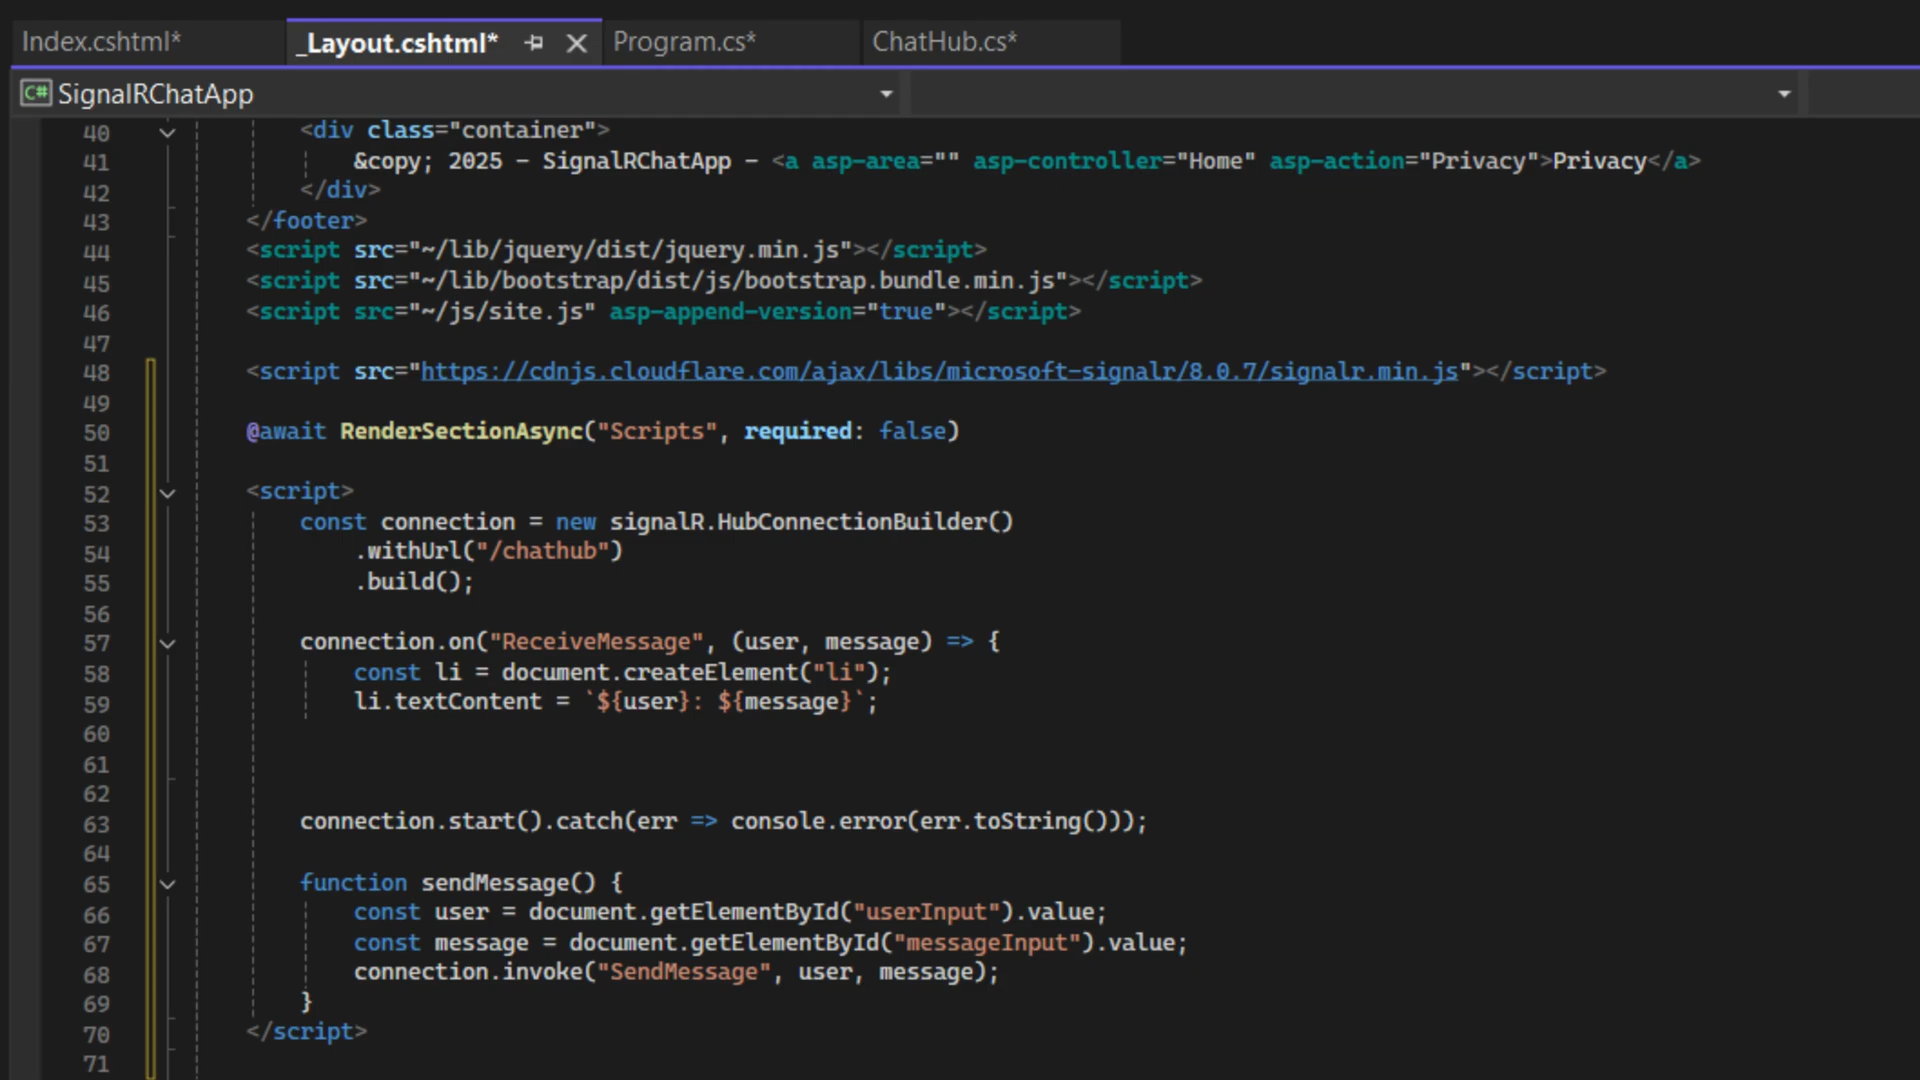 Index.cshtml*
_Layout.cshtml*
Program.cs*
ChatHub.cs*
C# SignalRChatApp
40 <div class="container">
41 &copy; 2025 - SignalRChatApp - <a asp-area="" asp-controller="Home" asp-action="Privacy">Privacy</a>
42 </div>
43 </footer>
44 <script src="~/lib/jquery/dist/jquery.min.js"></script>
45 <script src="~/lib/bootstrap/dist/js/bootstrap.bundle.min.js"></script>
46 <script src="~/js/site.js" asp-append-version="true"></script>
47
48 <script src="https://cdnjs.cloudflare.com/ajax/libs/microsoft-signalr/8.0.7/signalr.min.js"></script>
49
50 @await RenderSectionAsync("Scripts", required: false)
51
52 <script>
53 const connection = new signalR.HubConnectionBuilder()
54 .withUrl("/chathub")
55 .build();
56
57 connection.on("ReceiveMessage", (user, message) => {
58 const li = document.createElement("li");
59 li.textContent = `${user}: ${message}`;
60
61
62
63 connection.start().catch(err => console.error(err.toString()));
64
65 function sendMessage() {
66 const user = document.getElementById("userInput").value;
67 const message = document.getElementById("messageInput").value;
68 connection.invoke("SendMessage", user, message);
69 }
70 </script>
71